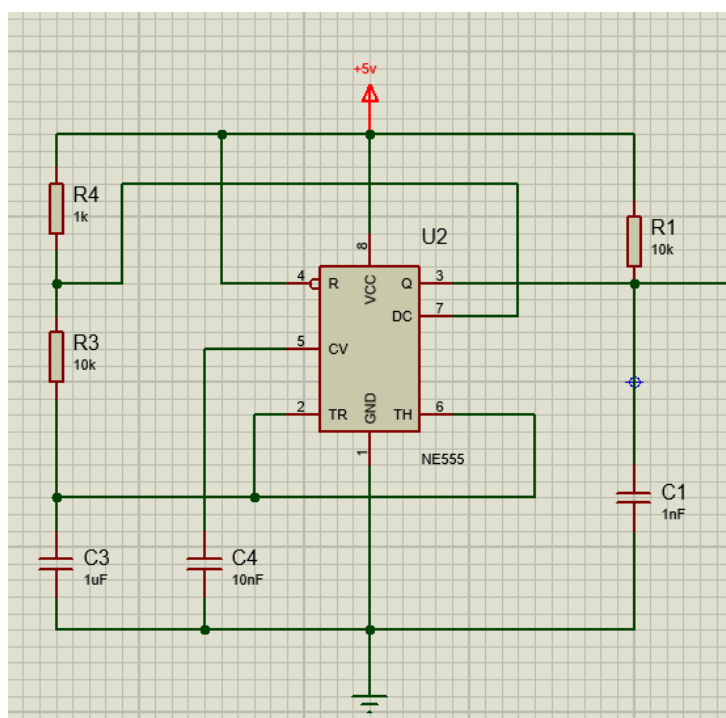 +5v
R4
1k
U2
R1
10k
8
4
R
VCC
Q
3
DC
7
R3
10k
5
CV
2
TR
GND
TH
6
1
NE555
C1
1nF
C3
1uF
C4
10nF